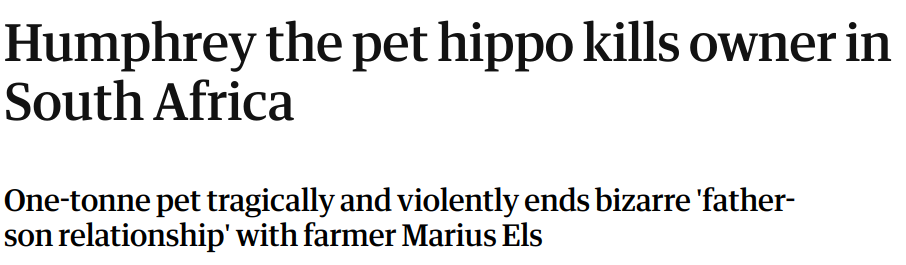 Humphrey the pet hippo kills owner in
South Africa
One-tonne pet tragically and violently ends bizarre 'father-
son relationship' with farmer Marius Els